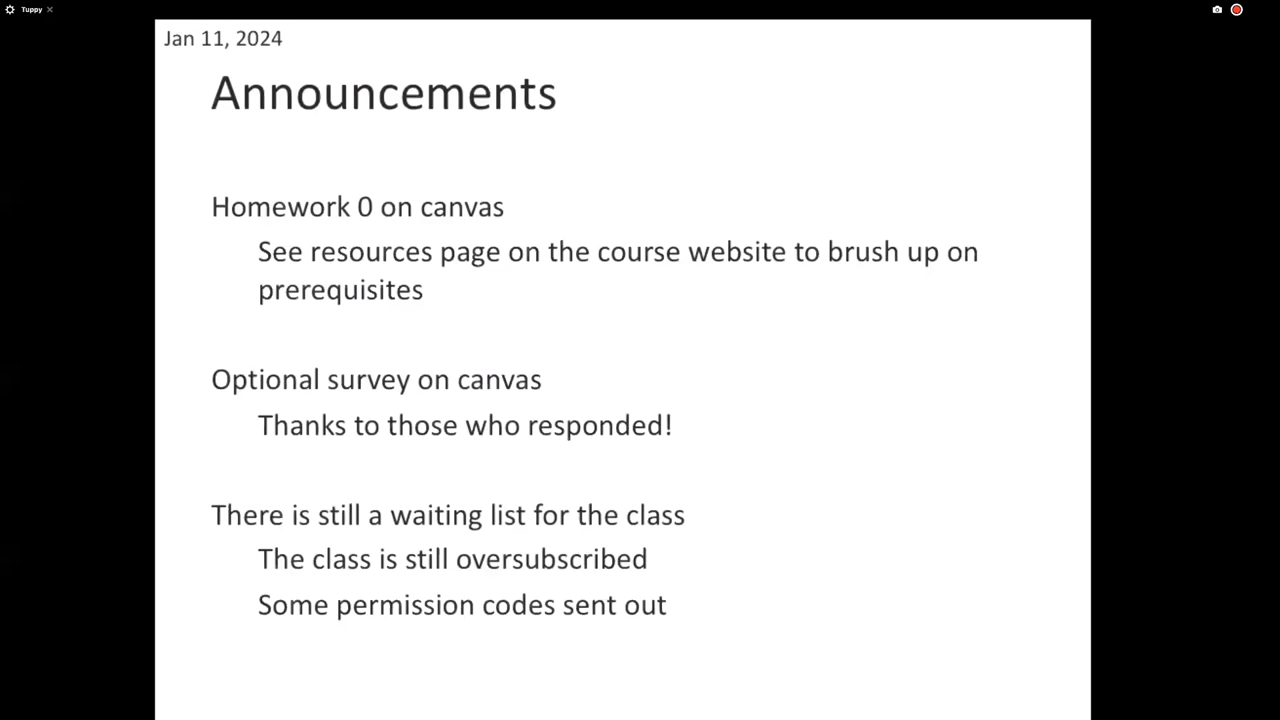 Tuppy
Jan 11, 2024
Announcements
Homework 0 on canvas
See resources page on the course website to brush up on
prerequisites
Optional survey on canvas
Thanks to those who responded!
There is still a waiting list for the class
The class is still oversubscribed
Some permission codes sent out